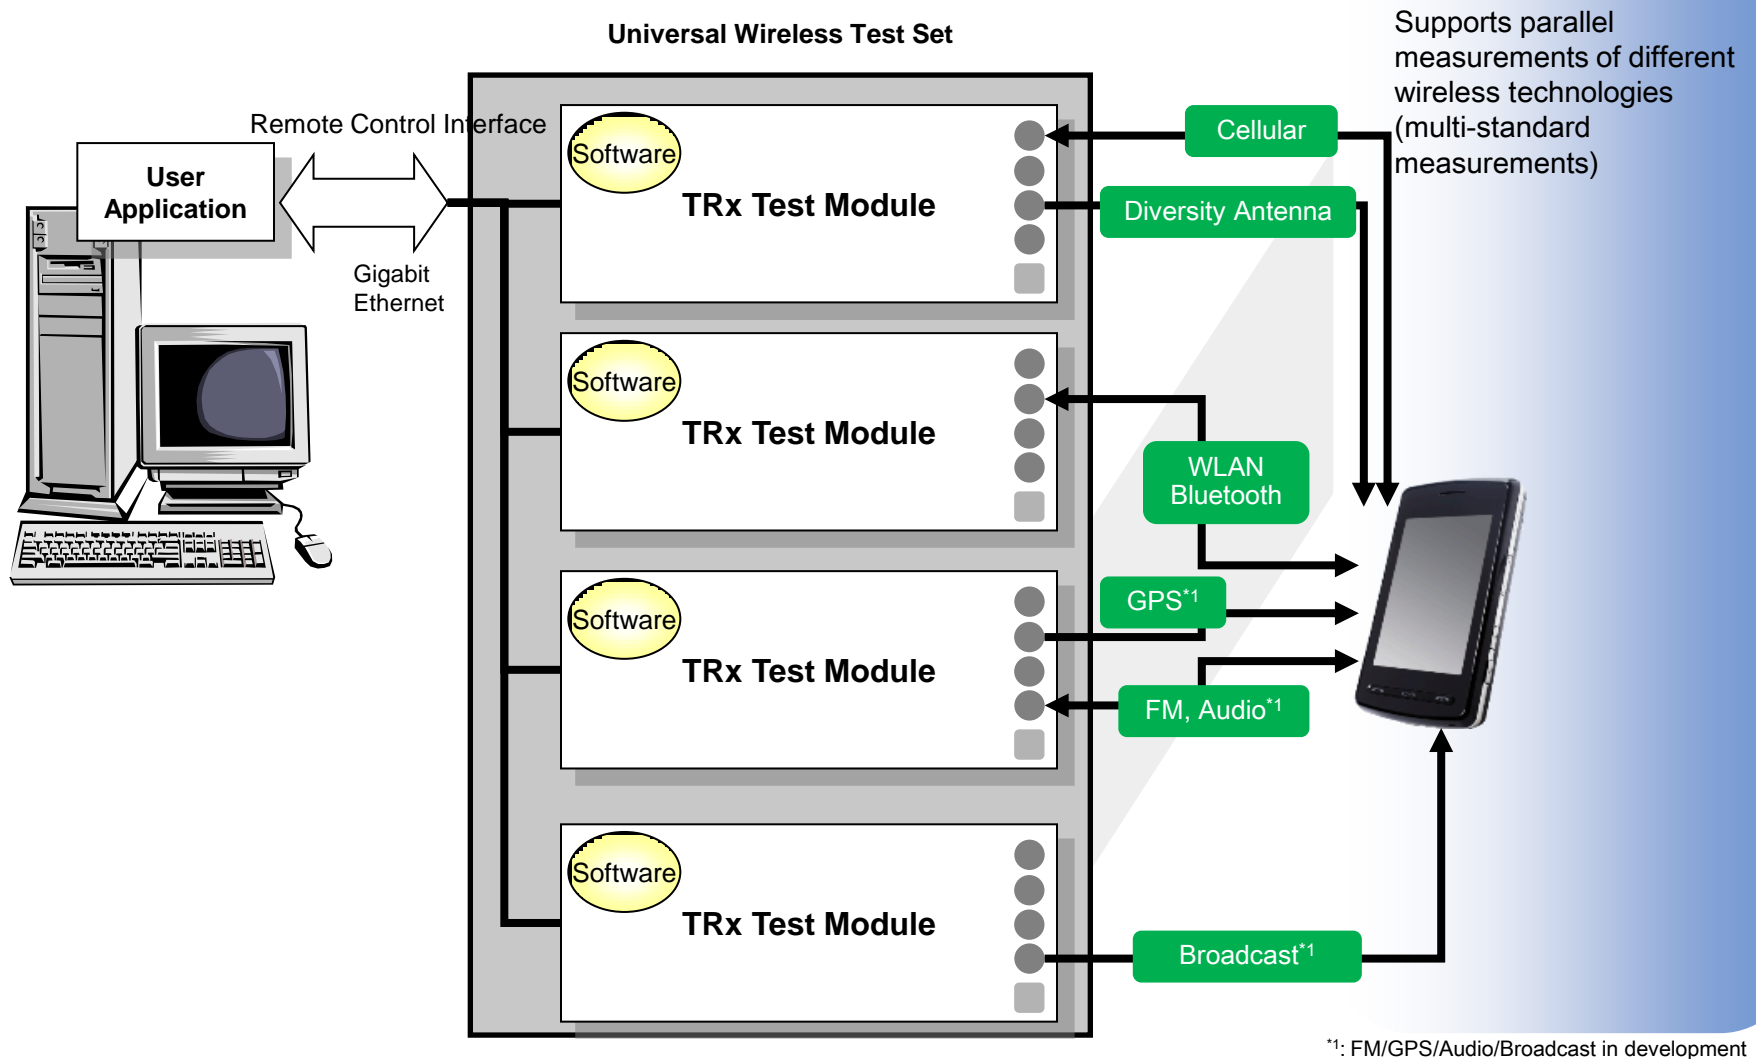 Universal Wireless Test Set
Supports parallel
measurements of different
wireless technologies
(multi-standard
measurements)
Remote Control Interface
User
Application
Gigabit
Ethernet
Software
TRx Test Module
Cellular
Diversity Antenna
Software
TRx Test Module
WLAN
Bluetooth
Software
TRx Test Module
GPS*1
FM, Audio*1
Software
TRx Test Module
Broadcast*1
*1: FM/GPS/Audio/Broadcast in development